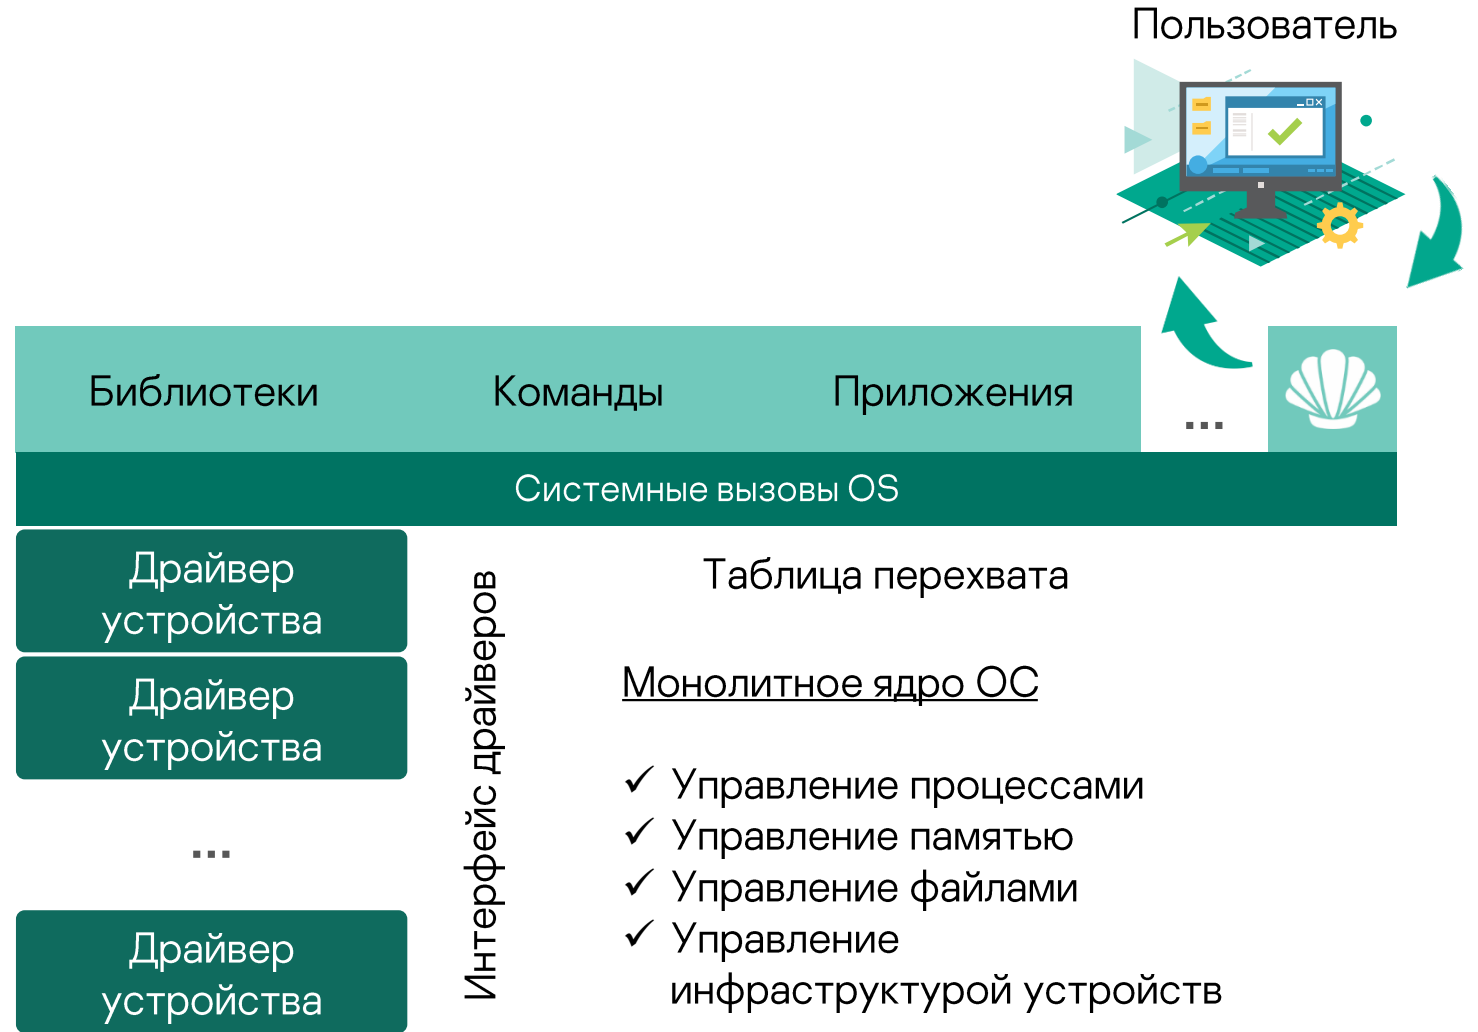 Пользователь
Библиотеки
Команды
Приложения
...
Системные вызовы OS
Драйвер
устройства
Драйвер
устройства
...
Драйвер
устройства
Интерфейс драйверов
Таблица перехвата
Монолитное ядро ОС
✓ Управление процессами
✓ Управление памятью
✓ Управление файлами
✓ Управление
инфраструктурой устройств